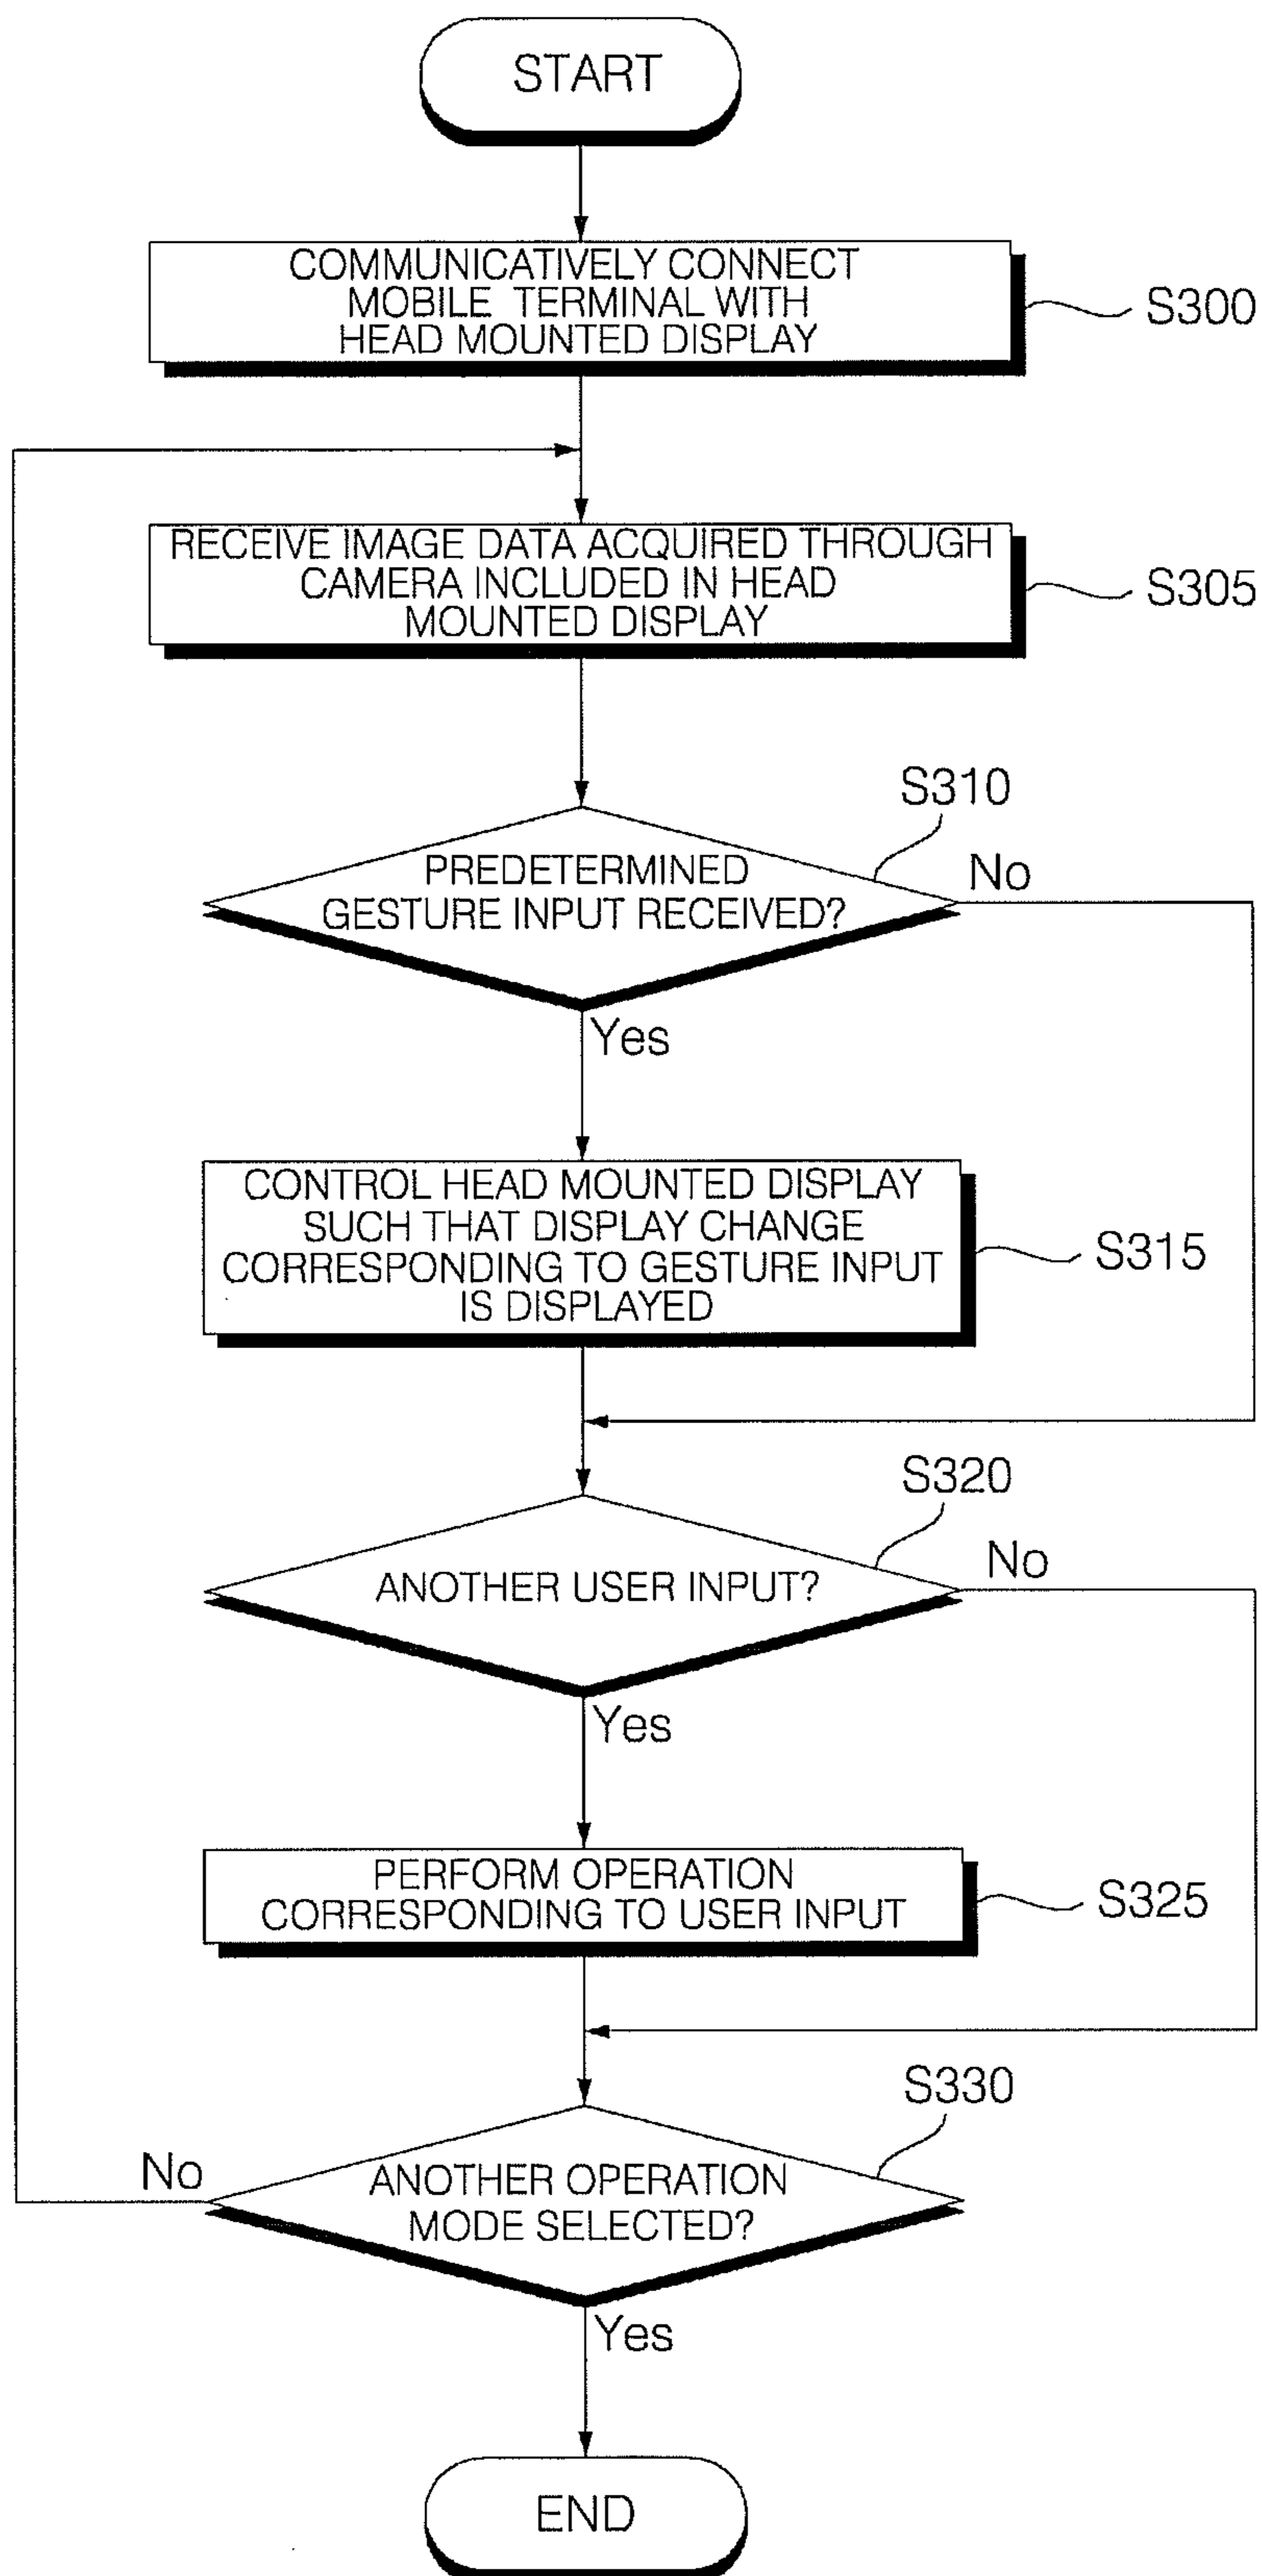 START
COMMUNICATIVELY CONNECT
MOBILE TERMINAL WITH
HEAD MOUNTED DISPLAY
S300
RECEIVE IMAGE DATA ACQUIRED THROUGH
CAMERA INCLUDED IN HEAD
MOUNTED DISPLAY
S305
S310
PREDETERMINED
GESTURE INPUT RECEIVED?
No
Yes
CONTROL HEAD MOUNTED DISPLAY
SUCH THAT DISPLAY CHANGE
CORRESPONDING TO GESTURE INPUT
IS DISPLAYED
S315
S320
ANOTHER USER INPUT?
No
Yes
PERFORM OPERATION
CORRESPONDING TO USER INPUT
S325
S330
No
ANOTHER OPERATION
MODE SELECTED?
Yes
END